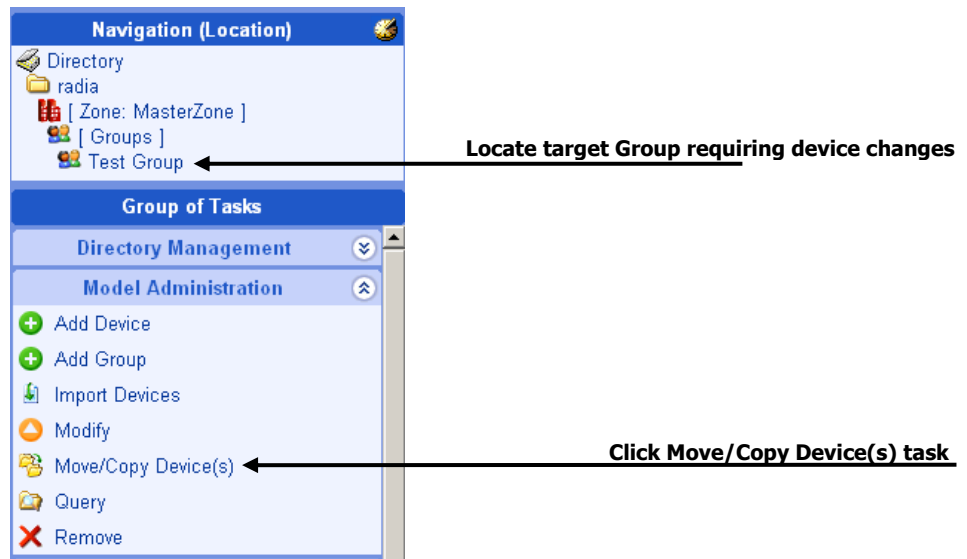 Navigation (Location)
Directory
radia
[ Zone: MasterZone ]
[ Groups ]
Test Group
Locate target Group requiring device changes
Group of Tasks
Directory Management
Model Administration
Add Device
Add Group
Import Devices
Modify
Move/Copy Device(s)
Click Move/Copy Device(s) task
Query
Remove